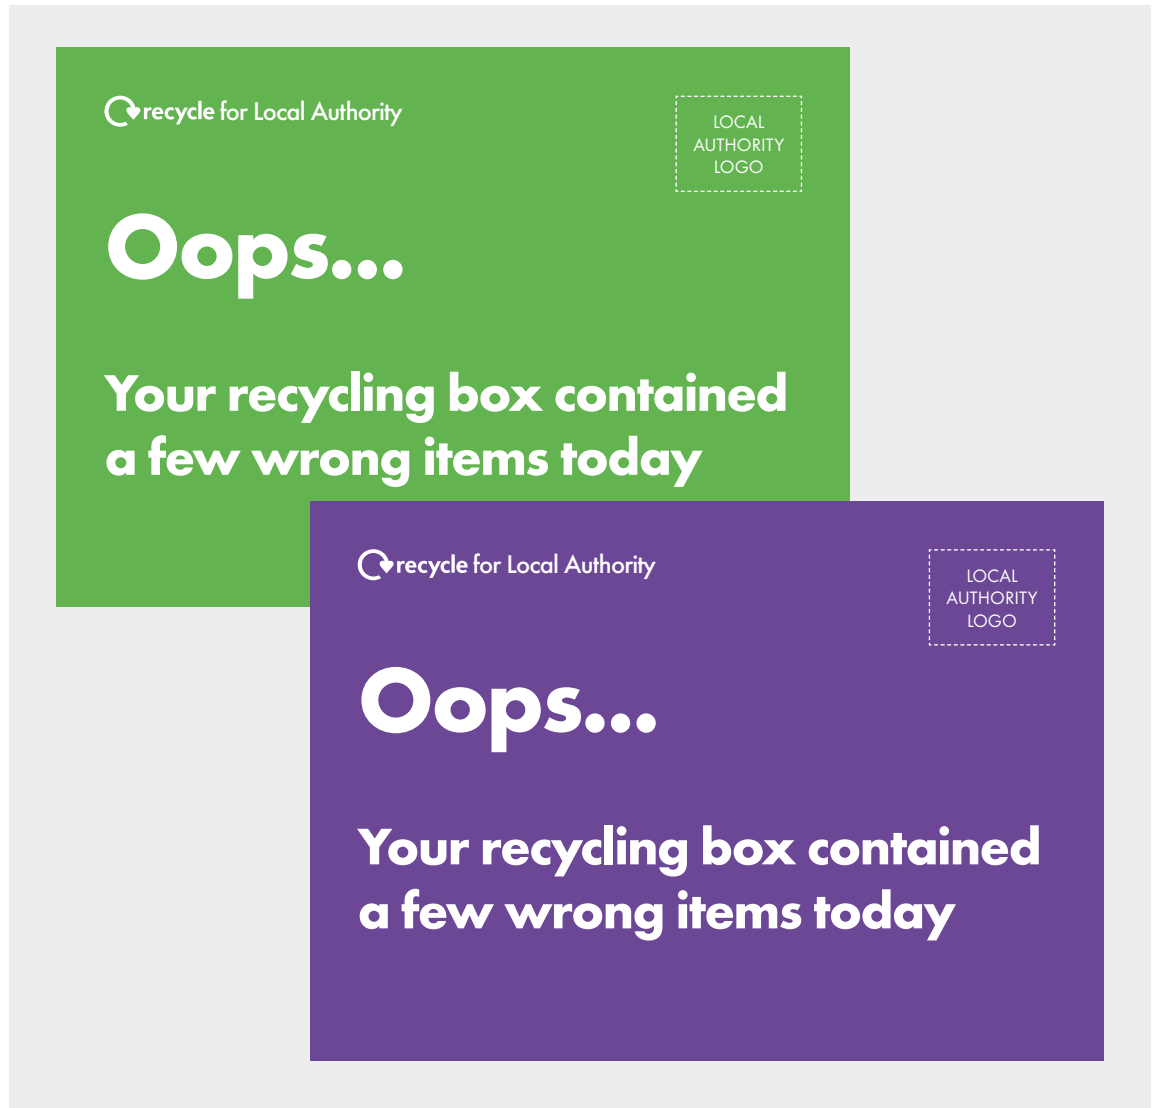 recycle for Local Authority
LOCAL
AUTHORITY
LOGO
Oops...
Your recycling box contained
a few wrong items today
recycle for Local Authority
LOCAL
AUTHORITY
LOGO
Oops...
Your recycling box contained
a few wrong items today